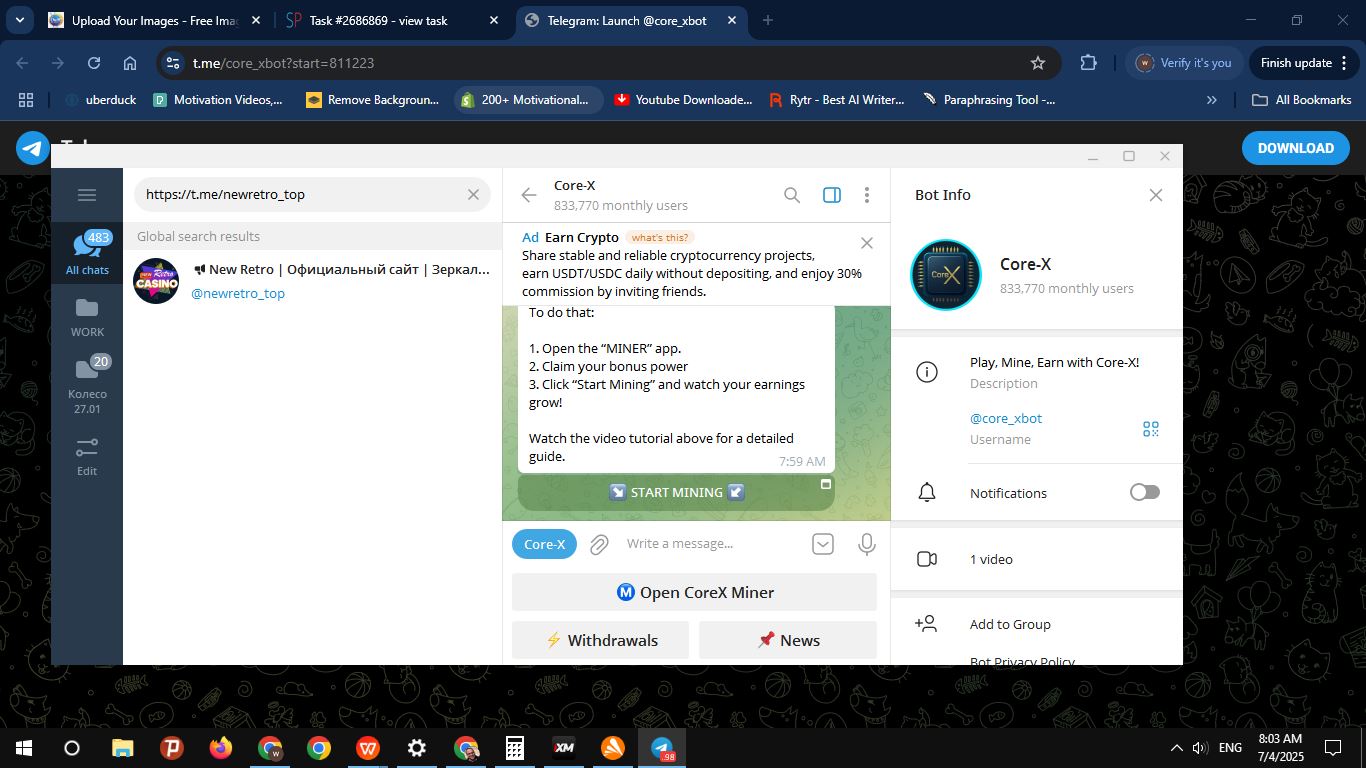 Upload Your Images - Free Imag
Task #2686869 - view task
Telegram: Launch @core_xbot
t.me/core_xbot?start=811223
Verify it's you
Finish update
uberduck
Motivation Videos,...
Remove Backgroun...
200+ Motivational...
Youtube Downloade...
Rytr - Best AI Writer...
Paraphrasing Tool -...
All Bookmarks
DOWNLOAD
https://t.me/newretro_top
Core-X
833,770 monthly users
Bot Info
483
All chats
Global search results
New Retro | Официальный сайт | Зеркал...
@newretro_top
New Retro
CASINO
WORK
20
Колесо
27.01
Edit
Ad Earn Crypto what's this?
Share stable and reliable cryptocurrency projects,
earn USDT/USDC daily without depositing, and enjoy 30%
commission by inviting friends.
To do that:
1. Open the “MINER” app.
2. Claim your bonus power
3. Click “Start Mining” and watch your earnings
grow!
Watch the video tutorial above for a detailed
guide.
7:59 AM
START MINING
Core-X
Write a message...
Open CoreX Miner
Withdrawals
News
Core X
Core-X
833,770 monthly users
Play, Mine, Earn with Core-X!
Description
@core_xbot
Username
Notifications
1 video
Add to Group
Bot Privacy Policy
XM
.98
ENG
8:03 AM
7/4/2025